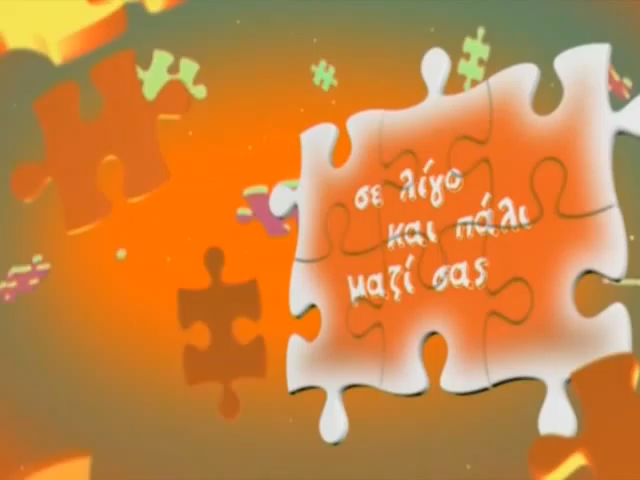 σε λίγο
και πάλι
μαζί σας